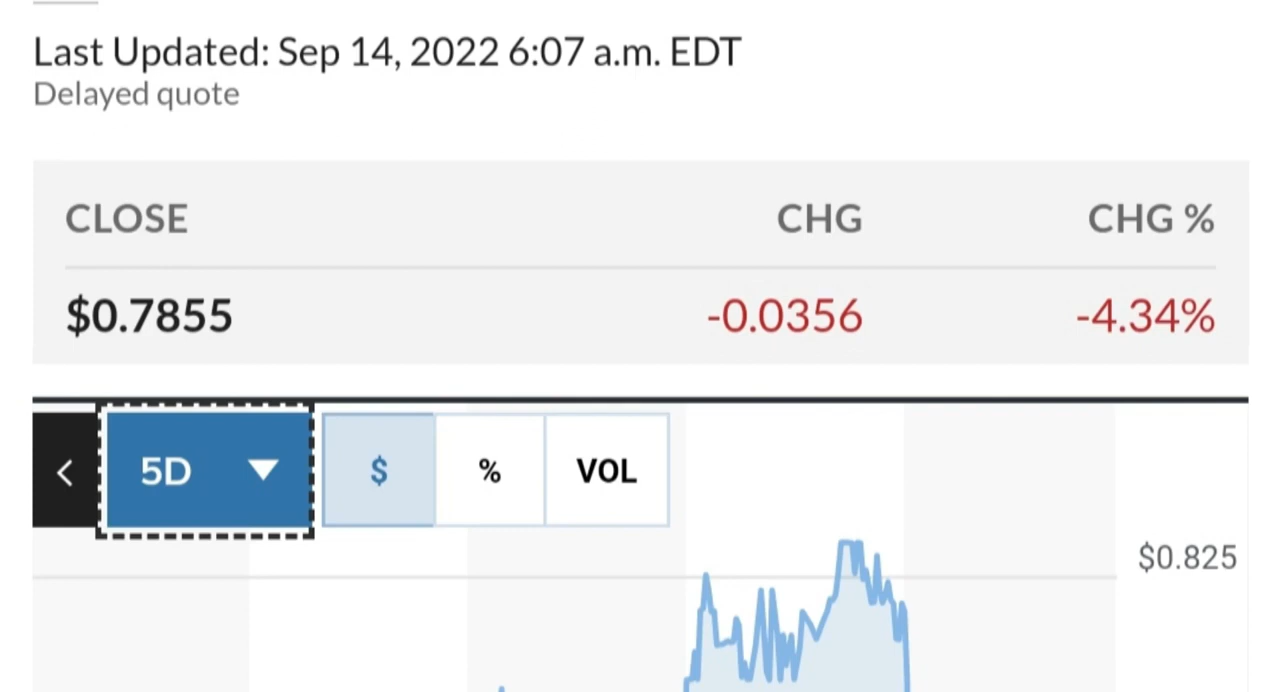 Last Updated: Sep 14, 2022 6:07 a.m. EDT
Delayed quote
CLOSE CHG CHG %
$0.7855 -0.0356 -4.34%
5D $ % VOL
$0.825